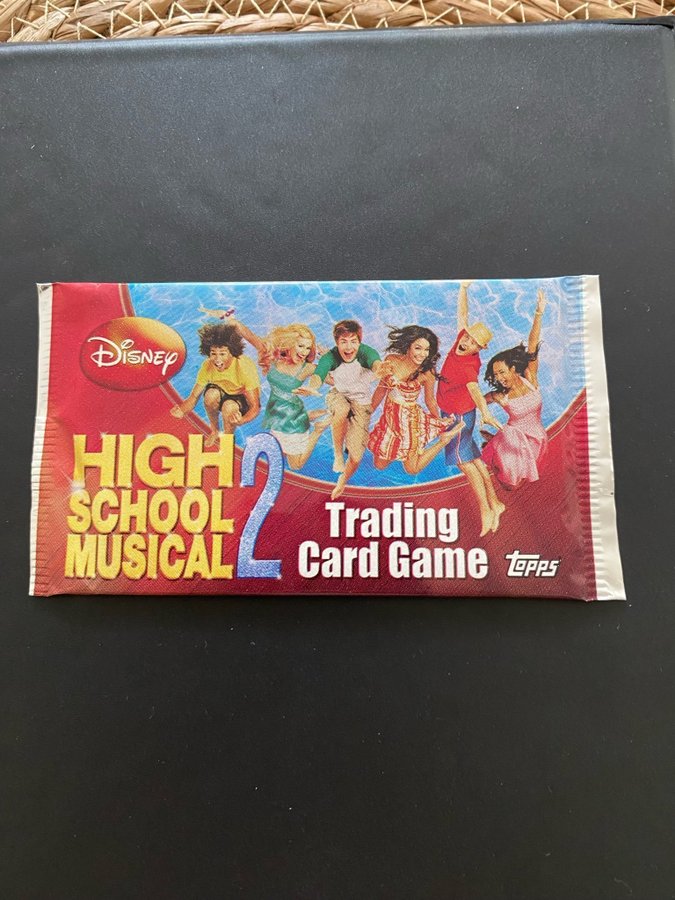 Disney
HIGH
SCHOOL
MUSICAL 2
Trading
Card Game
topps